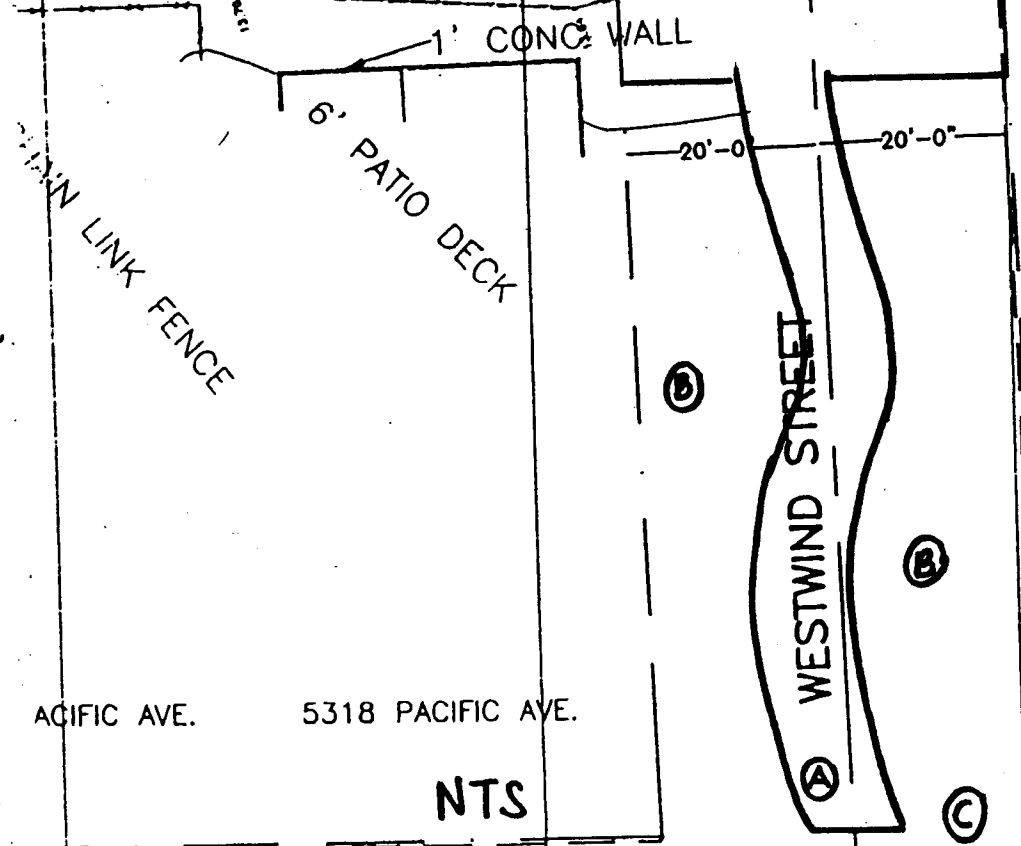 1' CONC. WALL
6' PATIO DECK
20'-0
20'-0"
LINK FENCE
B
WESTWIND STREET
B
ACIFIC AVE.
5318 PACIFIC AVE.
A
NTS
C